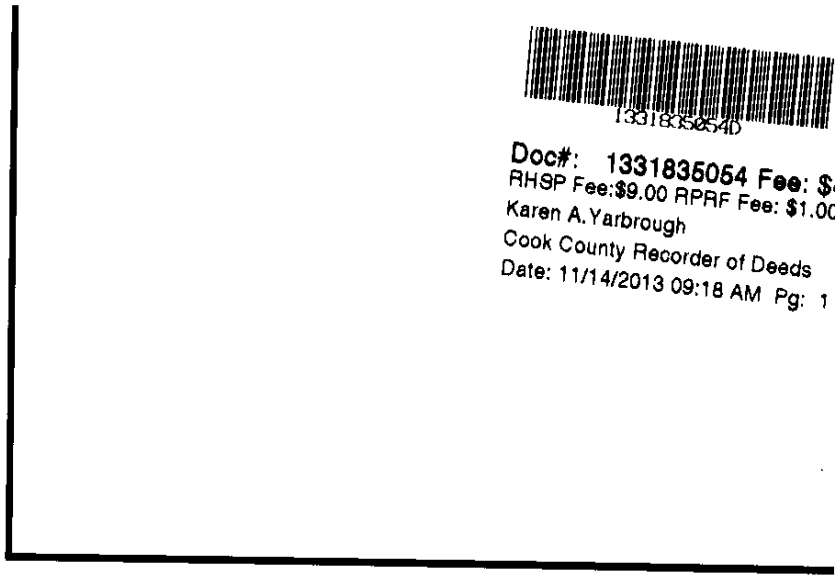 1331835054D
Doc#: 1331835054 Fee: $
RHSP Fee:$9.00 RPRF Fee: $1.00
Karen A.Yarbrough
Cook County Recorder of Deeds
Date: 11/14/2013 09:18 AM Pg: 1